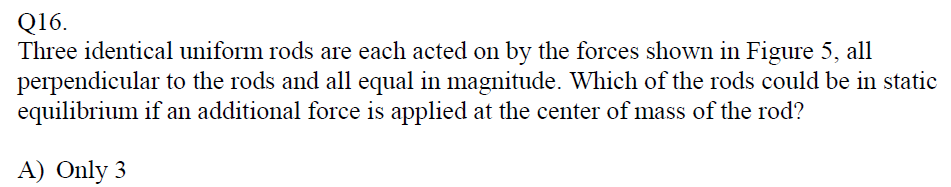 Q16.
Three identical uniform rods are each acted on by the forces shown in Figure 5, all
perpendicular to the rods and all equal in magnitude. Which of the rods could be in static
equilibrium if an additional force is applied at the center of mass of the rod?
A) Only 3